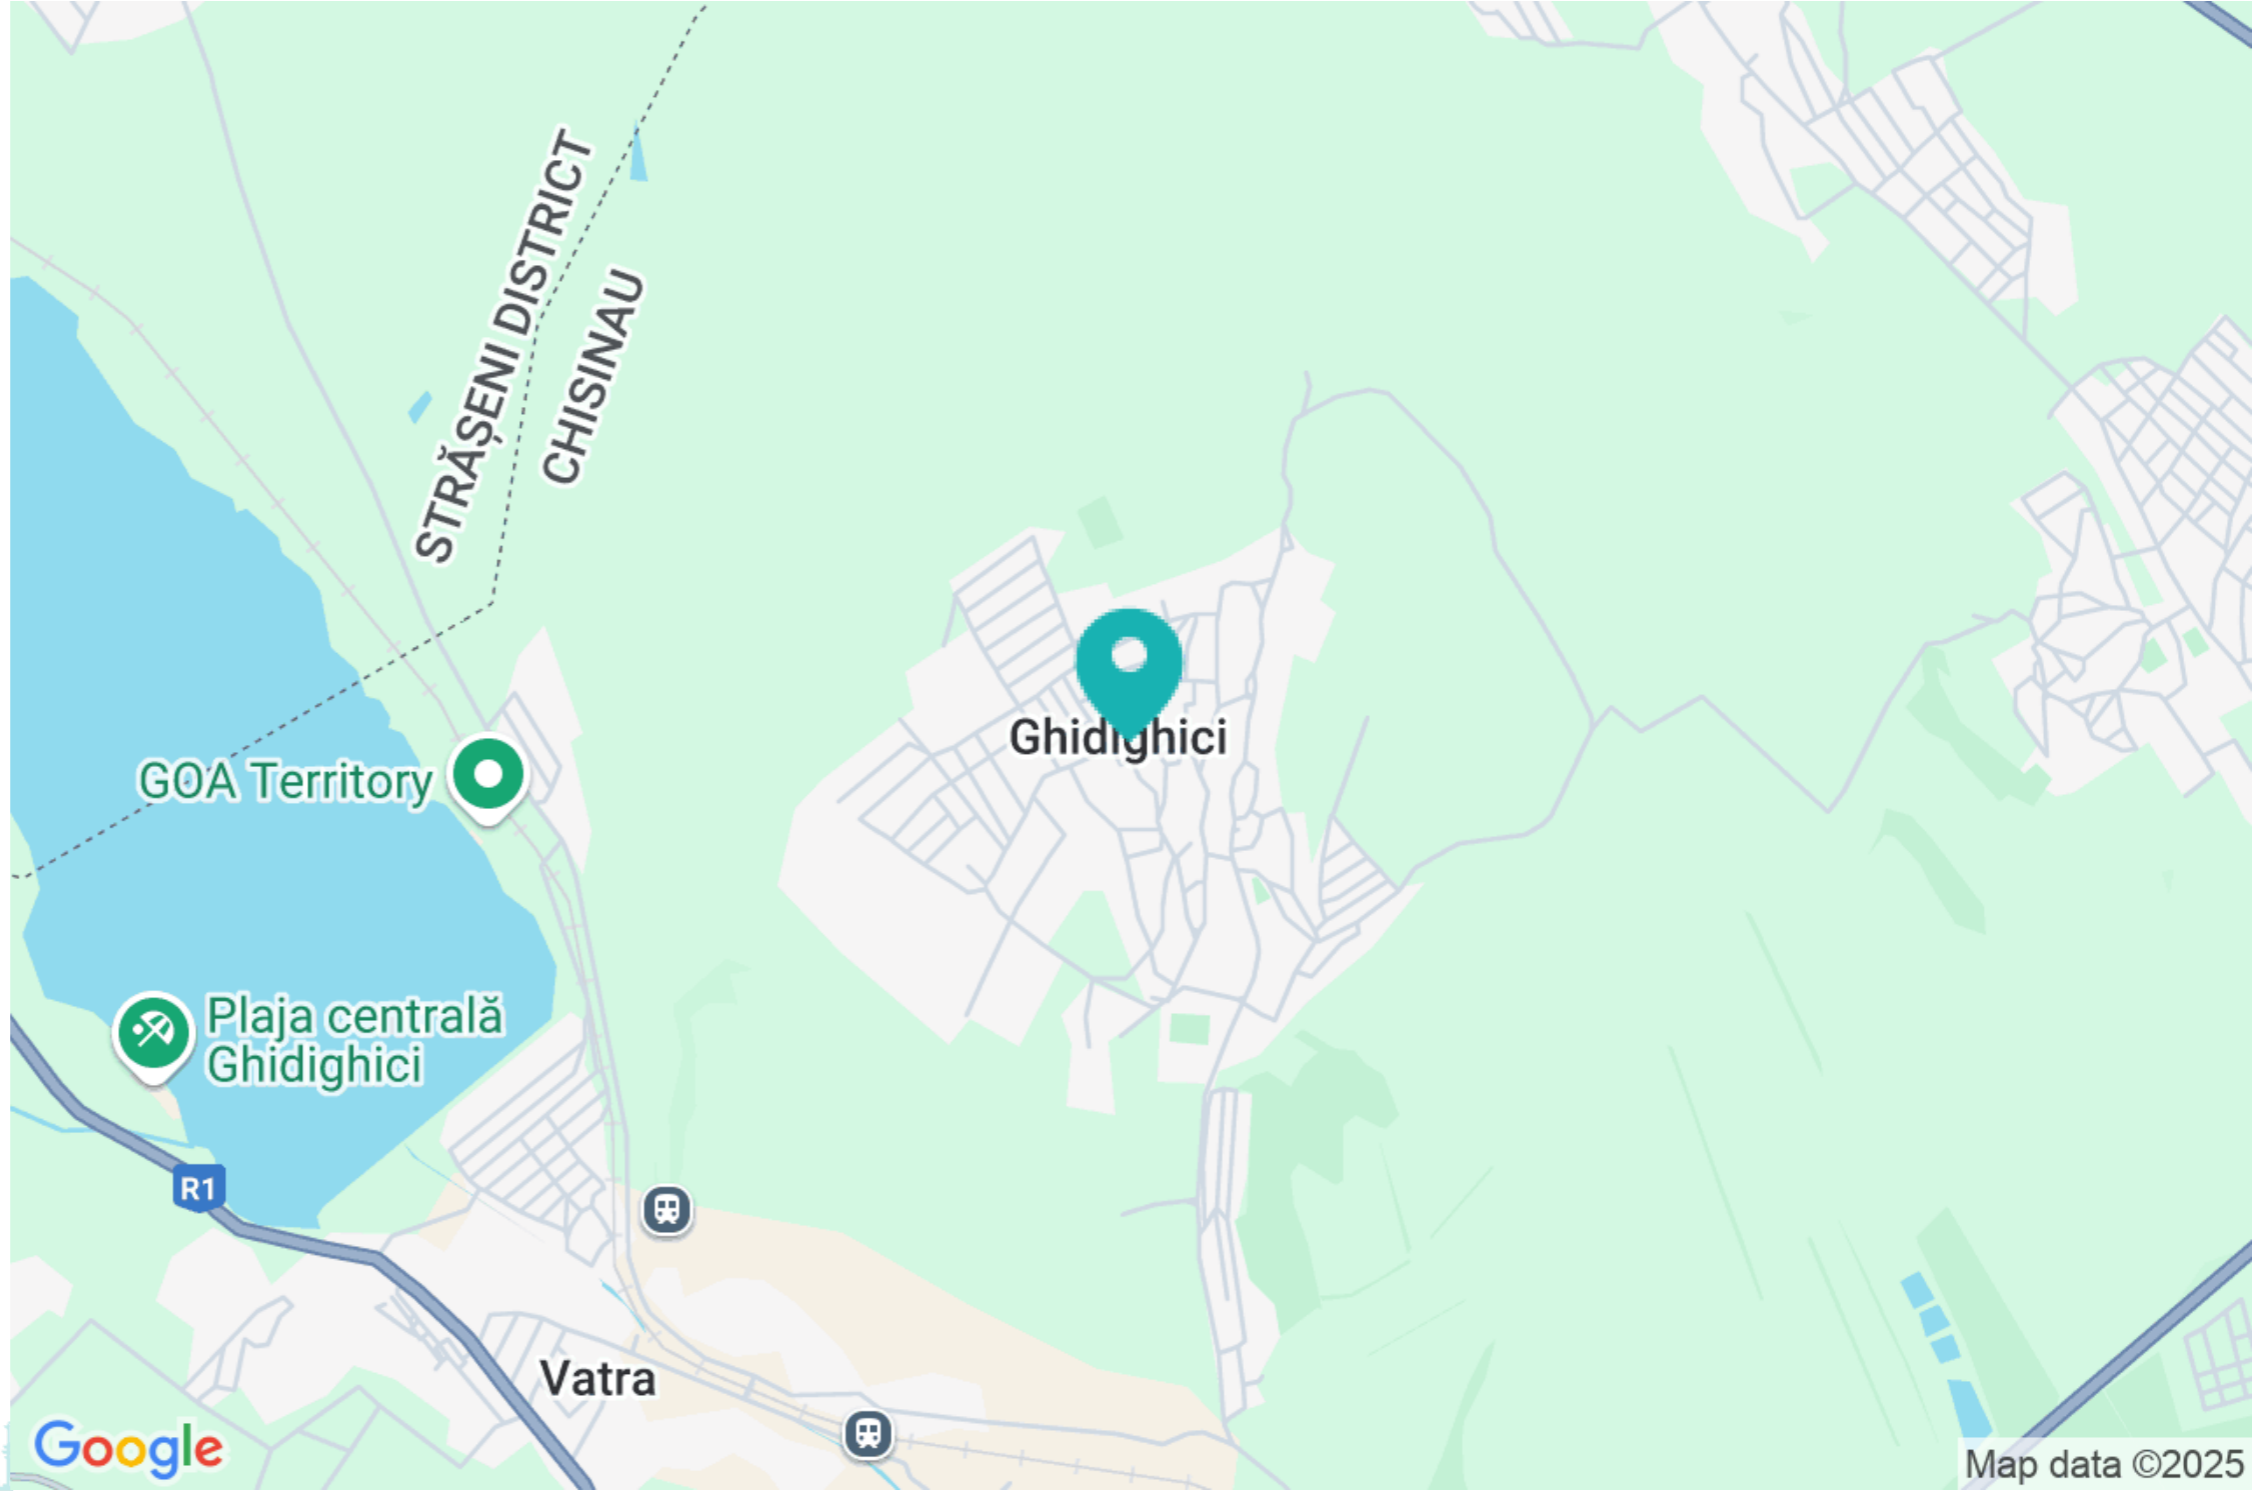 STRĂȘENI DISTRICT
CHISINAU
Ghidighici
GOA Territory
Plaja centrală
Ghidighici
R1
Vatra
Google
Map data ©2025